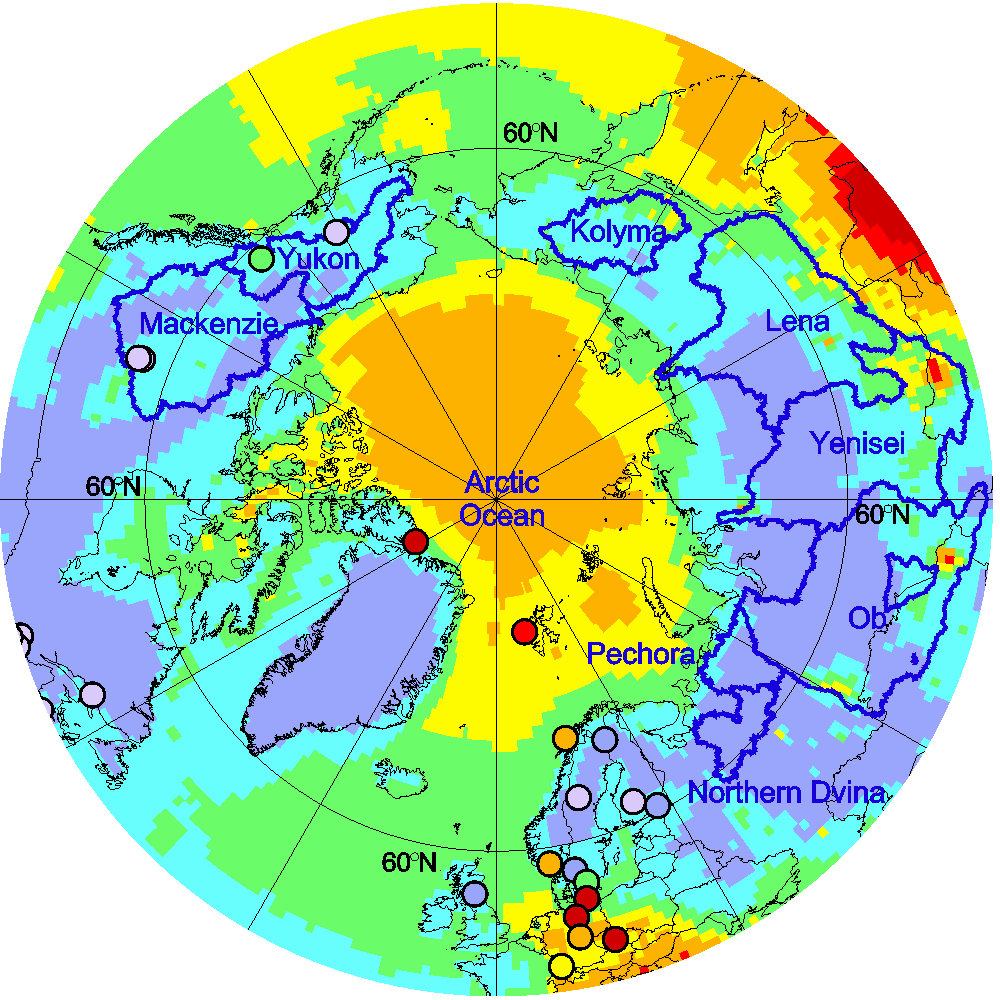 60°N
Kolyma
Yukon
Mackenzie
Lena
Yenisei
60°N
Arctic
Ocean
60°N
Ob
Pechora
Northern Dvina
60°N